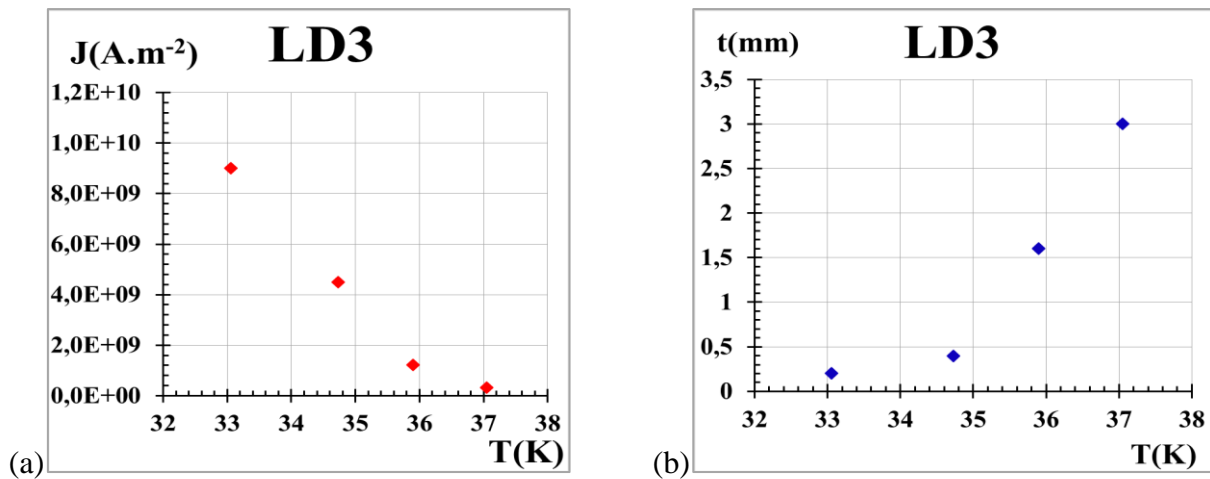 J(A.m-2) LD3
1,2E+10
1,0E+10
8,0E+09
6,0E+09
4,0E+09
2,0E+09
0,0E+00
32 33 34 35 36 37 38
T(K)
(a)
t(mm) LD3
3,5
3
2,5
2
1,5
1
0,5
0
32 33 34 35 36 37 38
T(K)
(b)